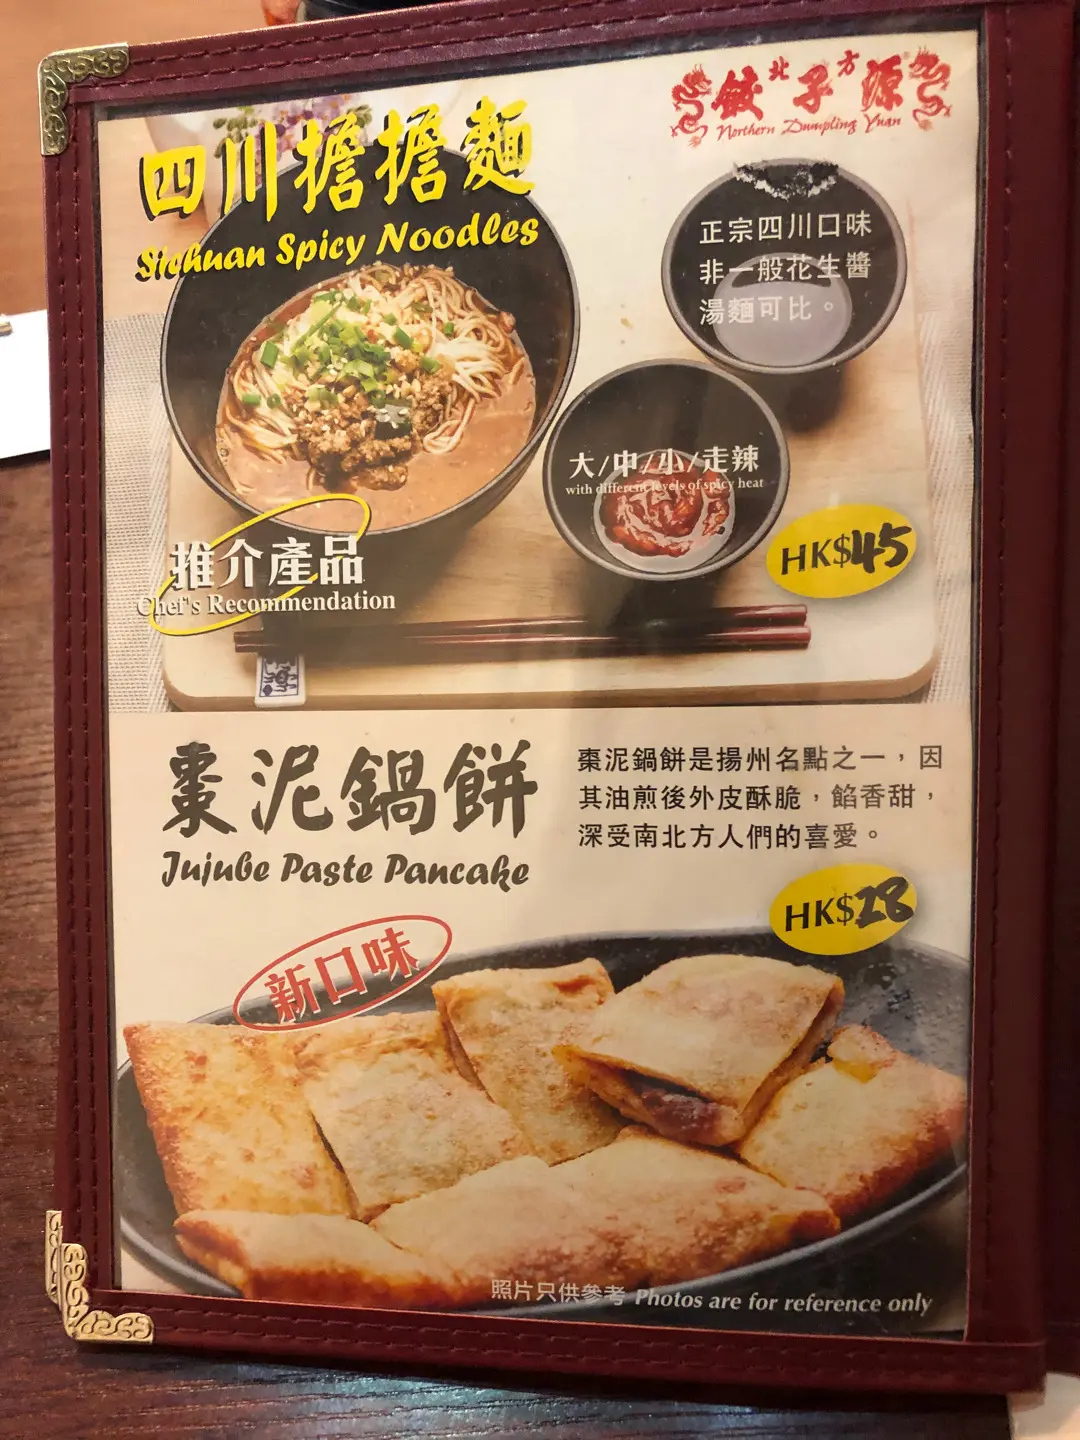 北方
餃子源
Northern Dumpling Yuan
四川擔擔麵
Sichuan Spicy Noodles
正宗四川口味
非一般花生醬
湯麵可比。
大/中/小/走辣
with different levels of spicy heat
HK$45
推介產品
Chef's Recommendation
棗泥鍋餅
Jujube Paste Pancake
棗泥鍋餅是揚州名點之一，因
其油煎後外皮酥脆，餡香甜，
深受南北方人們的喜愛。
HK$28
新口味
照片只供參考 Photos are for reference only